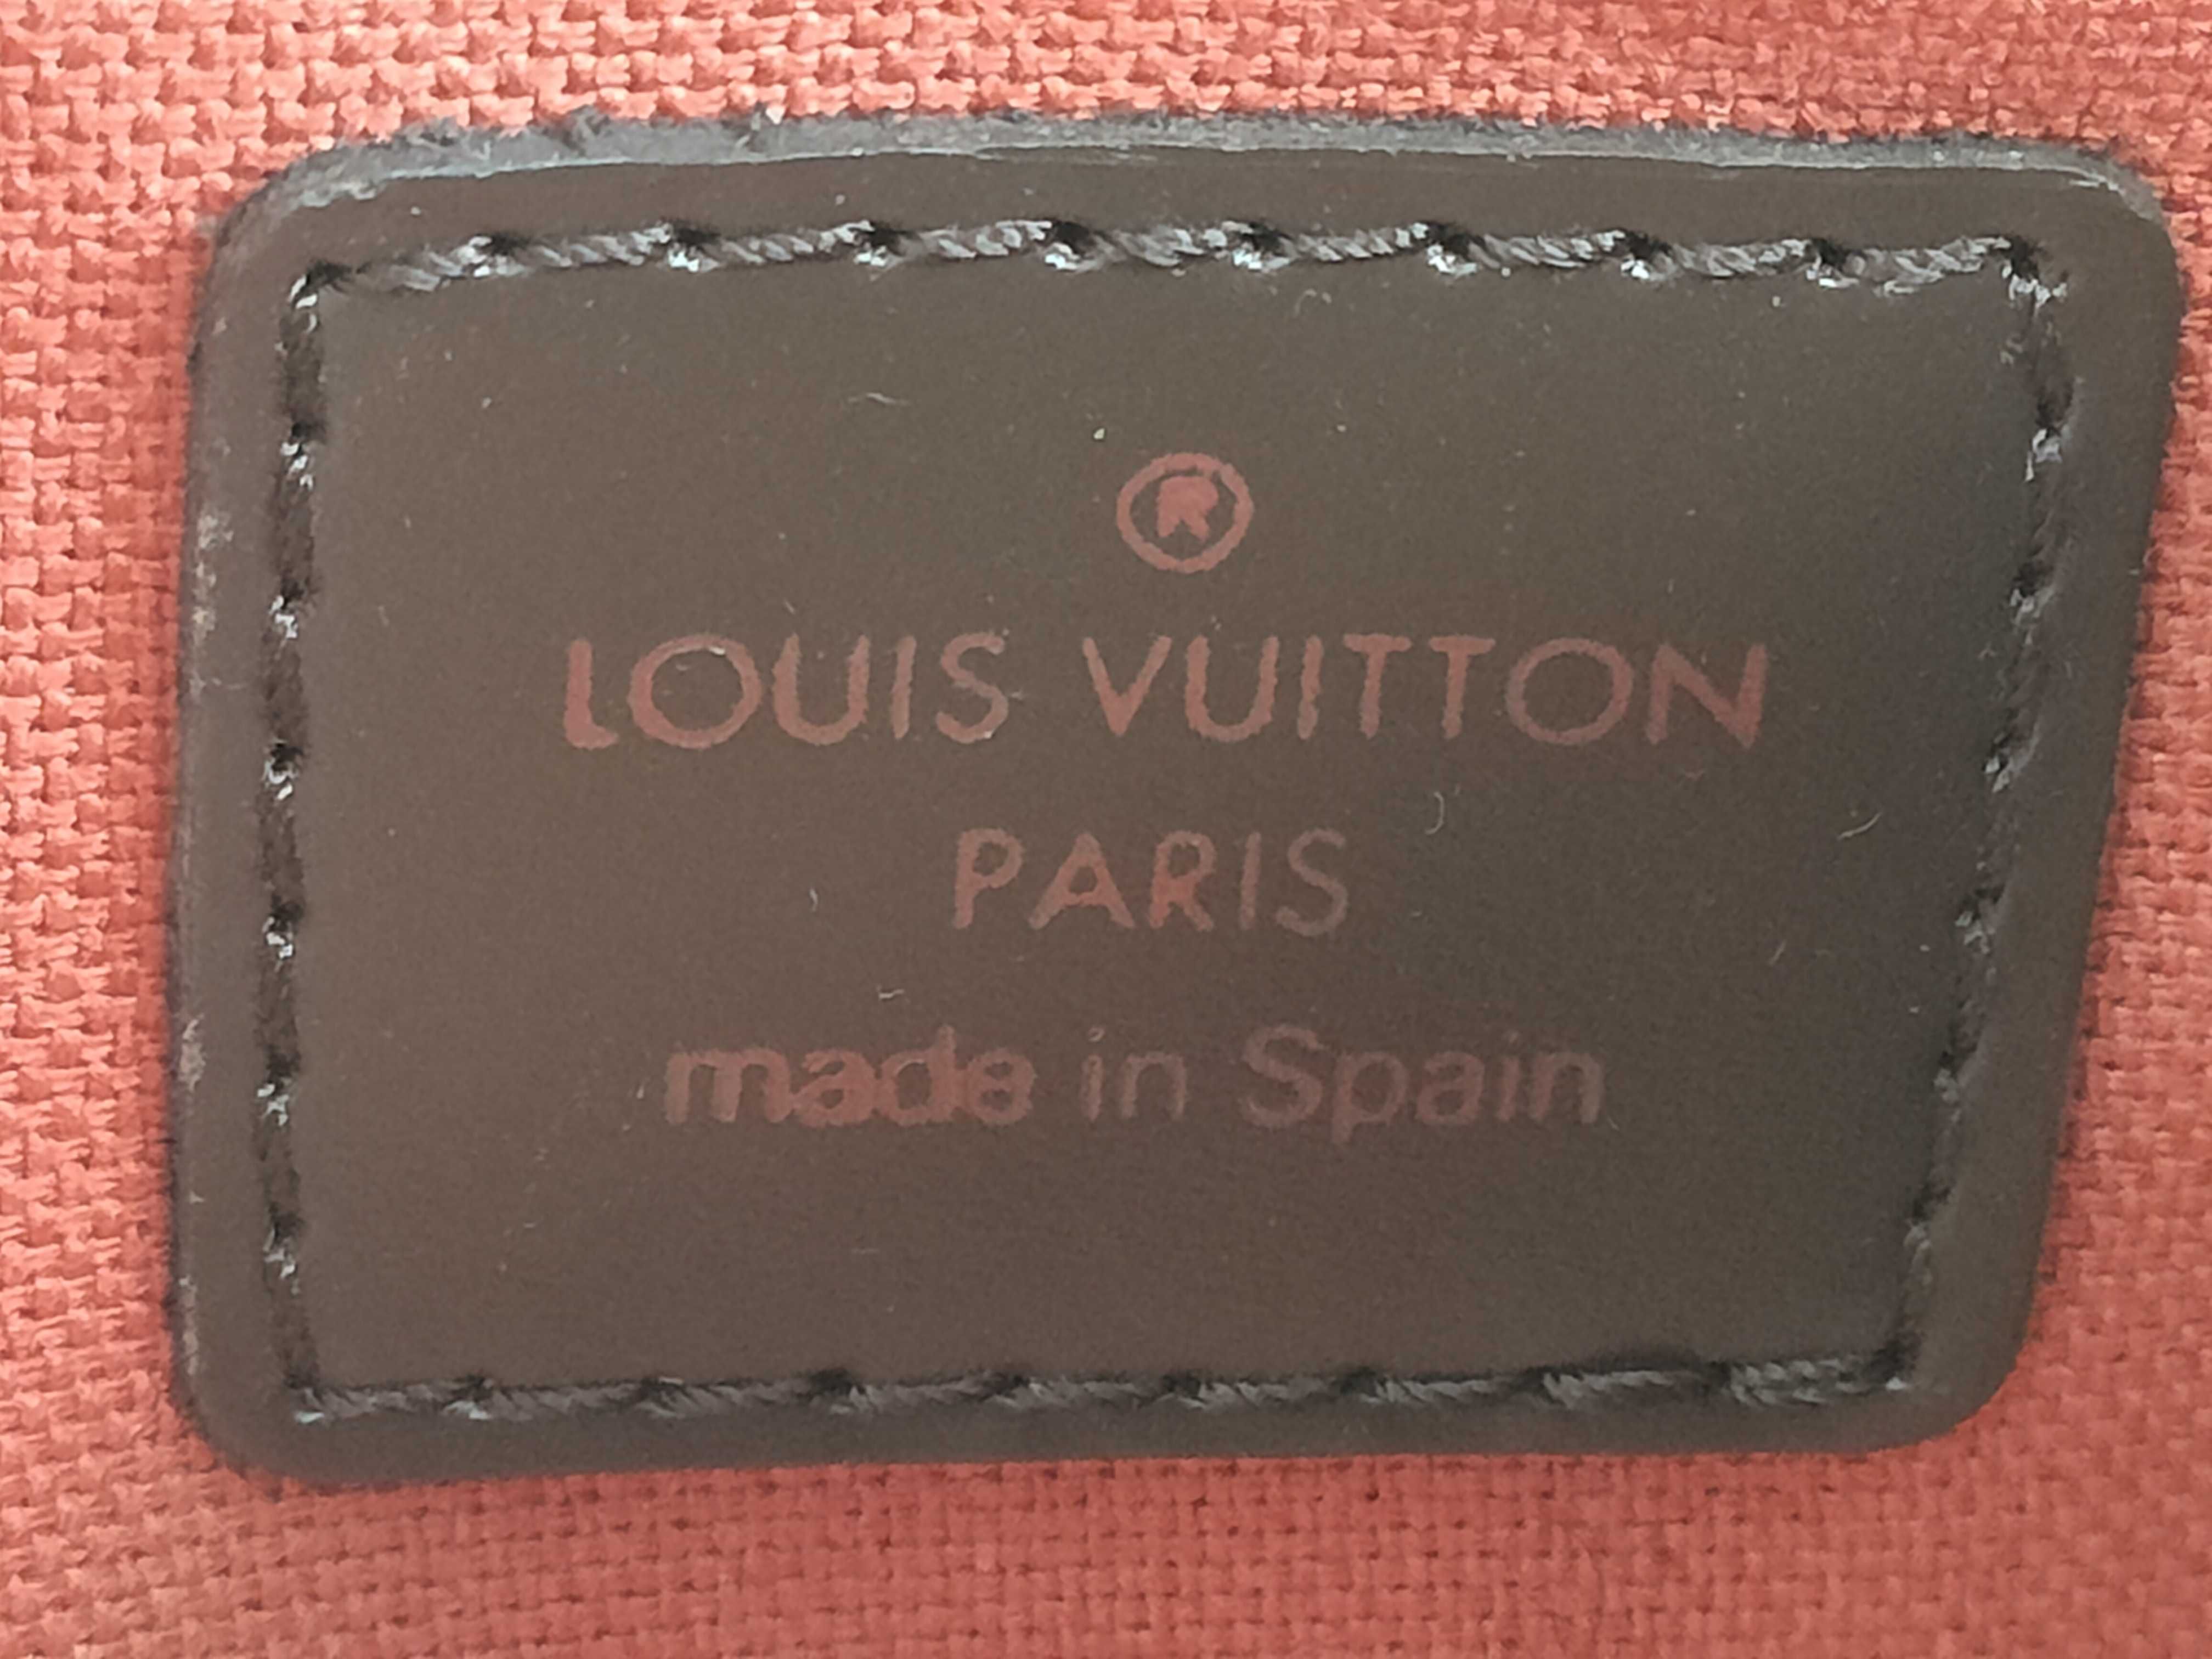 ®
LOUIS VUITTON
PARIS
made in Spain